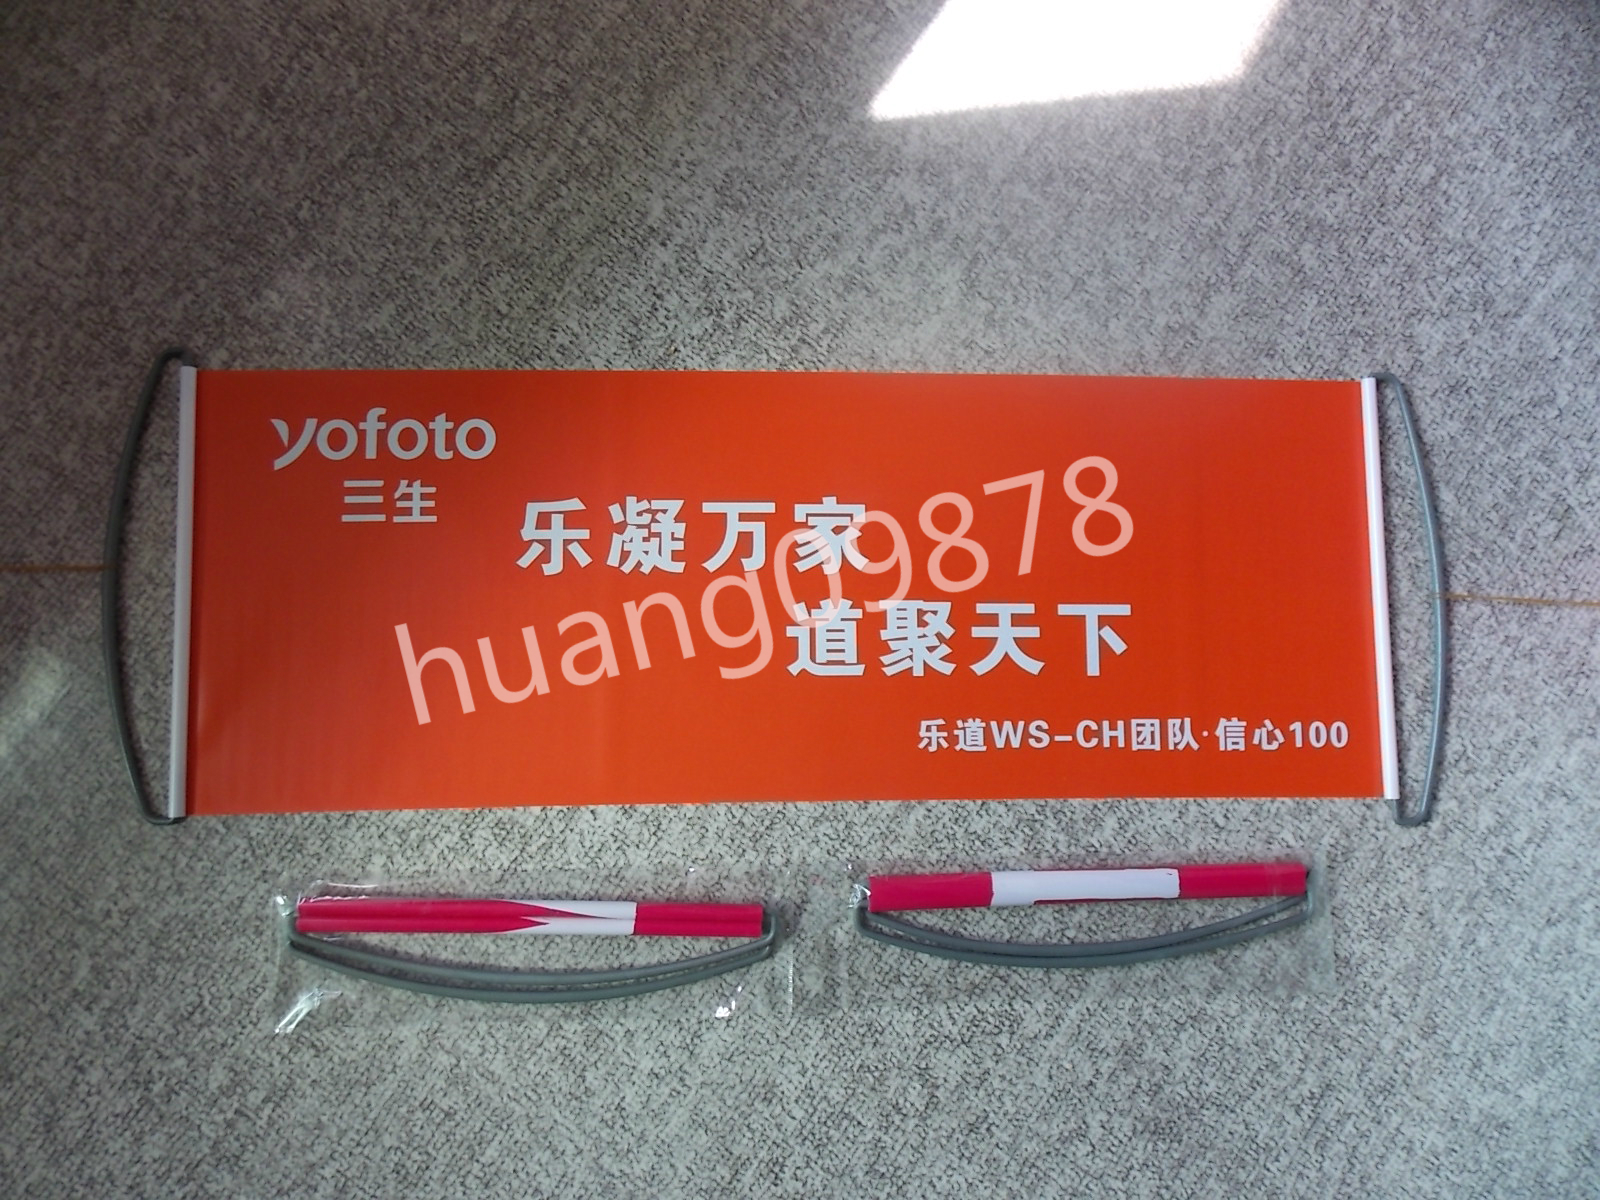 yofoto
三生
乐凝万家
道聚天下
huang09878
乐道WS-CH团队·信心100